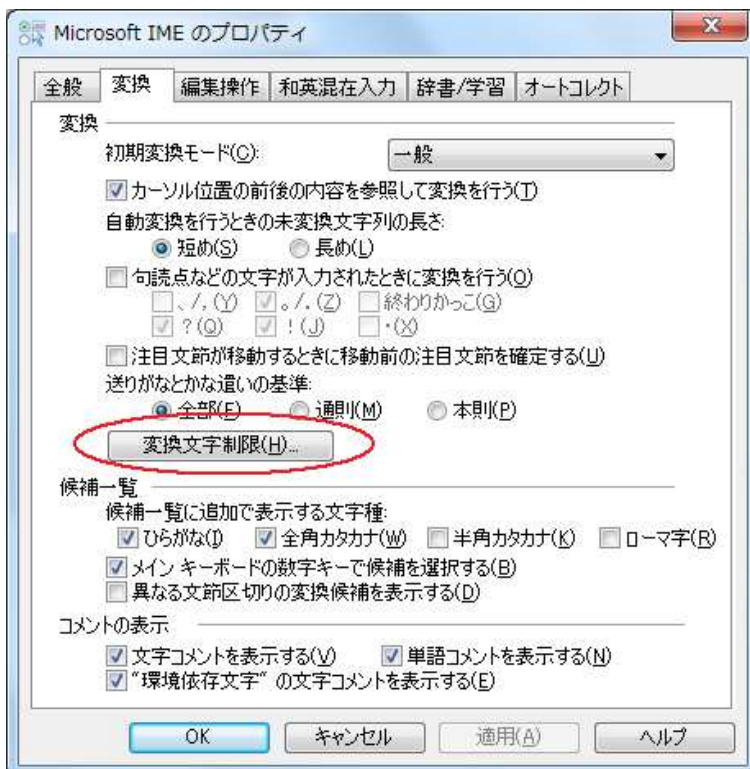 Microsoft IME のプロパティ
全般 変換 編集操作 和英混在入力 辞書/学習 オートコレクト
変換
初期変換モード(C): 一般
カーソル位置の前後の内容を参照して変換を行う(T)
自動変換を行うときの未変換文字列の長さ:
短め(S) 長め(L)
句読点などの文字が入力されたときに変換を行う(O)
、/,(Y) 。/.(Z) 終わりかっこ(G)
?(Q) !(J) ・(X)
注目文節が移動するときに移動前の注目文節を確定する(U)
送りがなとかな遣いの基準:
全部(F) 通則(M) 本則(P)
変換文字制限(H)...
候補一覧
候補一覧に追加で表示する文字種:
ひらがな(I) 全角カタカナ(W) 半角カタカナ(K) ローマ字(R)
メイン キーボードの数字キーで候補を選択する(B)
異なる文節区切りの変換候補を表示する(D)
コメントの表示
文字コメントを表示する(V) 単語コメントを表示する(N)
"環境依存文字" の文字コメントを表示する(E)
OK キャンセル 適用(A) ヘルプ